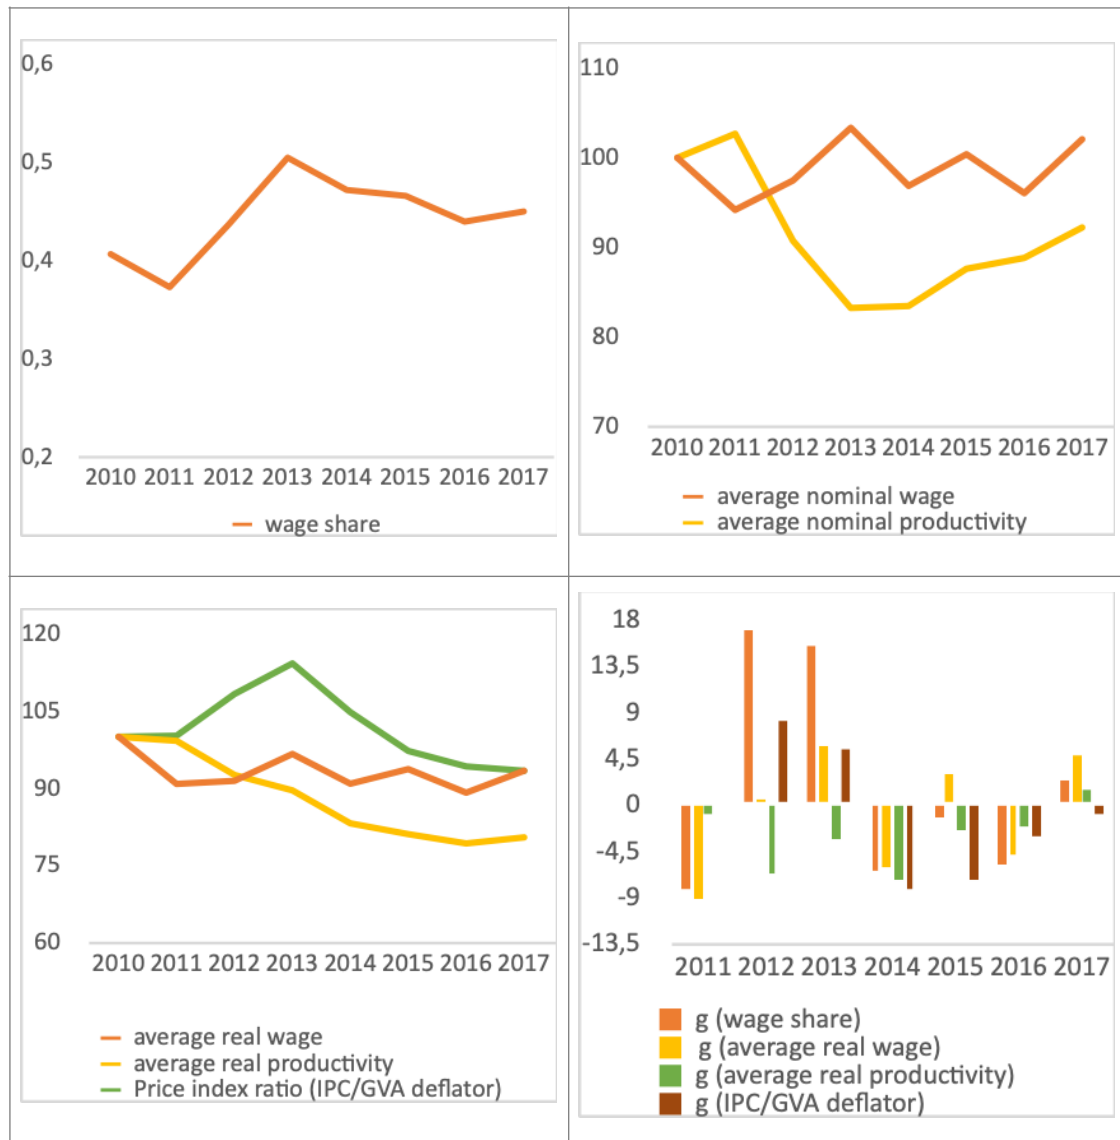 0,6
0,5
0,4
0,3
0,2
2010 2011 2012 2013 2014 2015 2016 2017
wage share
110
100
90
80
70
2010 2011 2012 2013 2014 2015 2016 2017
average nominal wage
average nominal productivity
120
105
90
75
60
2010 2011 2012 2013 2014 2015 2016 2017
average real wage
average real productivity
Price index ratio (IPC/GVA deflator)
18
13,5
9
4,5
0
-4,5
-9
-13,5
2011 2012 2013 2014 2015 2016 2017
g (wage share)
g (average real wage)
g (average real productivity)
g (IPC/GVA deflator)